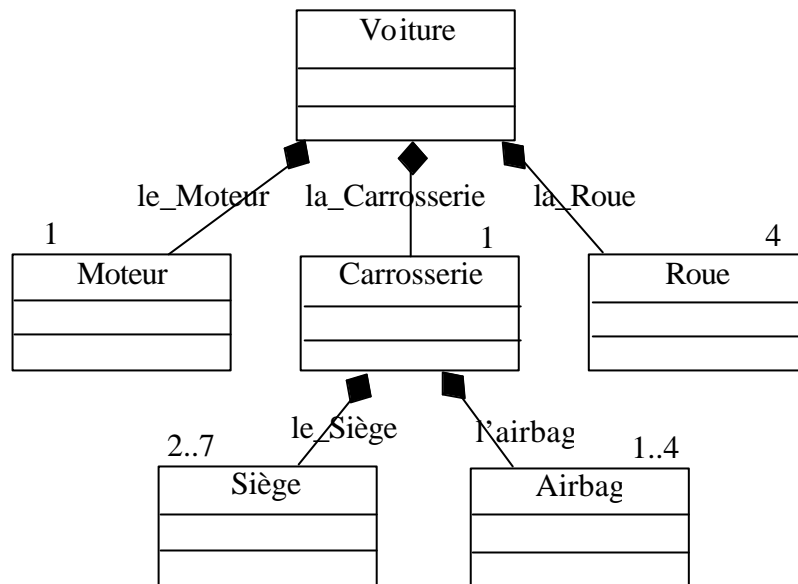 Voiture
le_Moteur
la_Carrosserie
la_Roue
1
1
4
Moteur
Carrosserie
Roue
le_Siège
l'airbag
2..7
1..4
Siège
Airbag